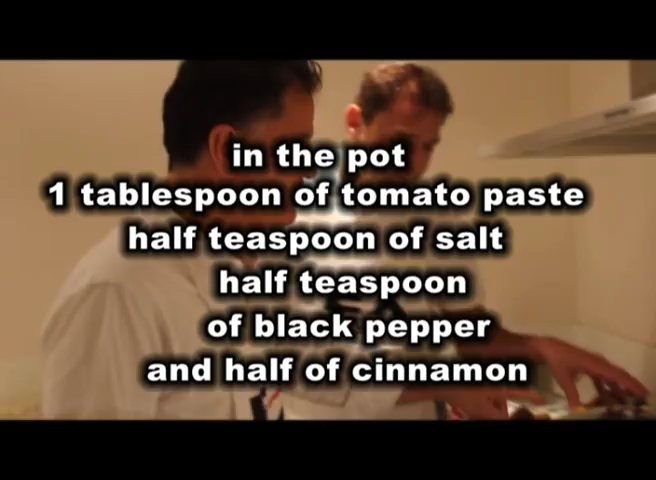 in the pot
1 tablespoon of tomato paste
half teaspoon of salt
half teaspoon
of black pepper
and half of cinnamon